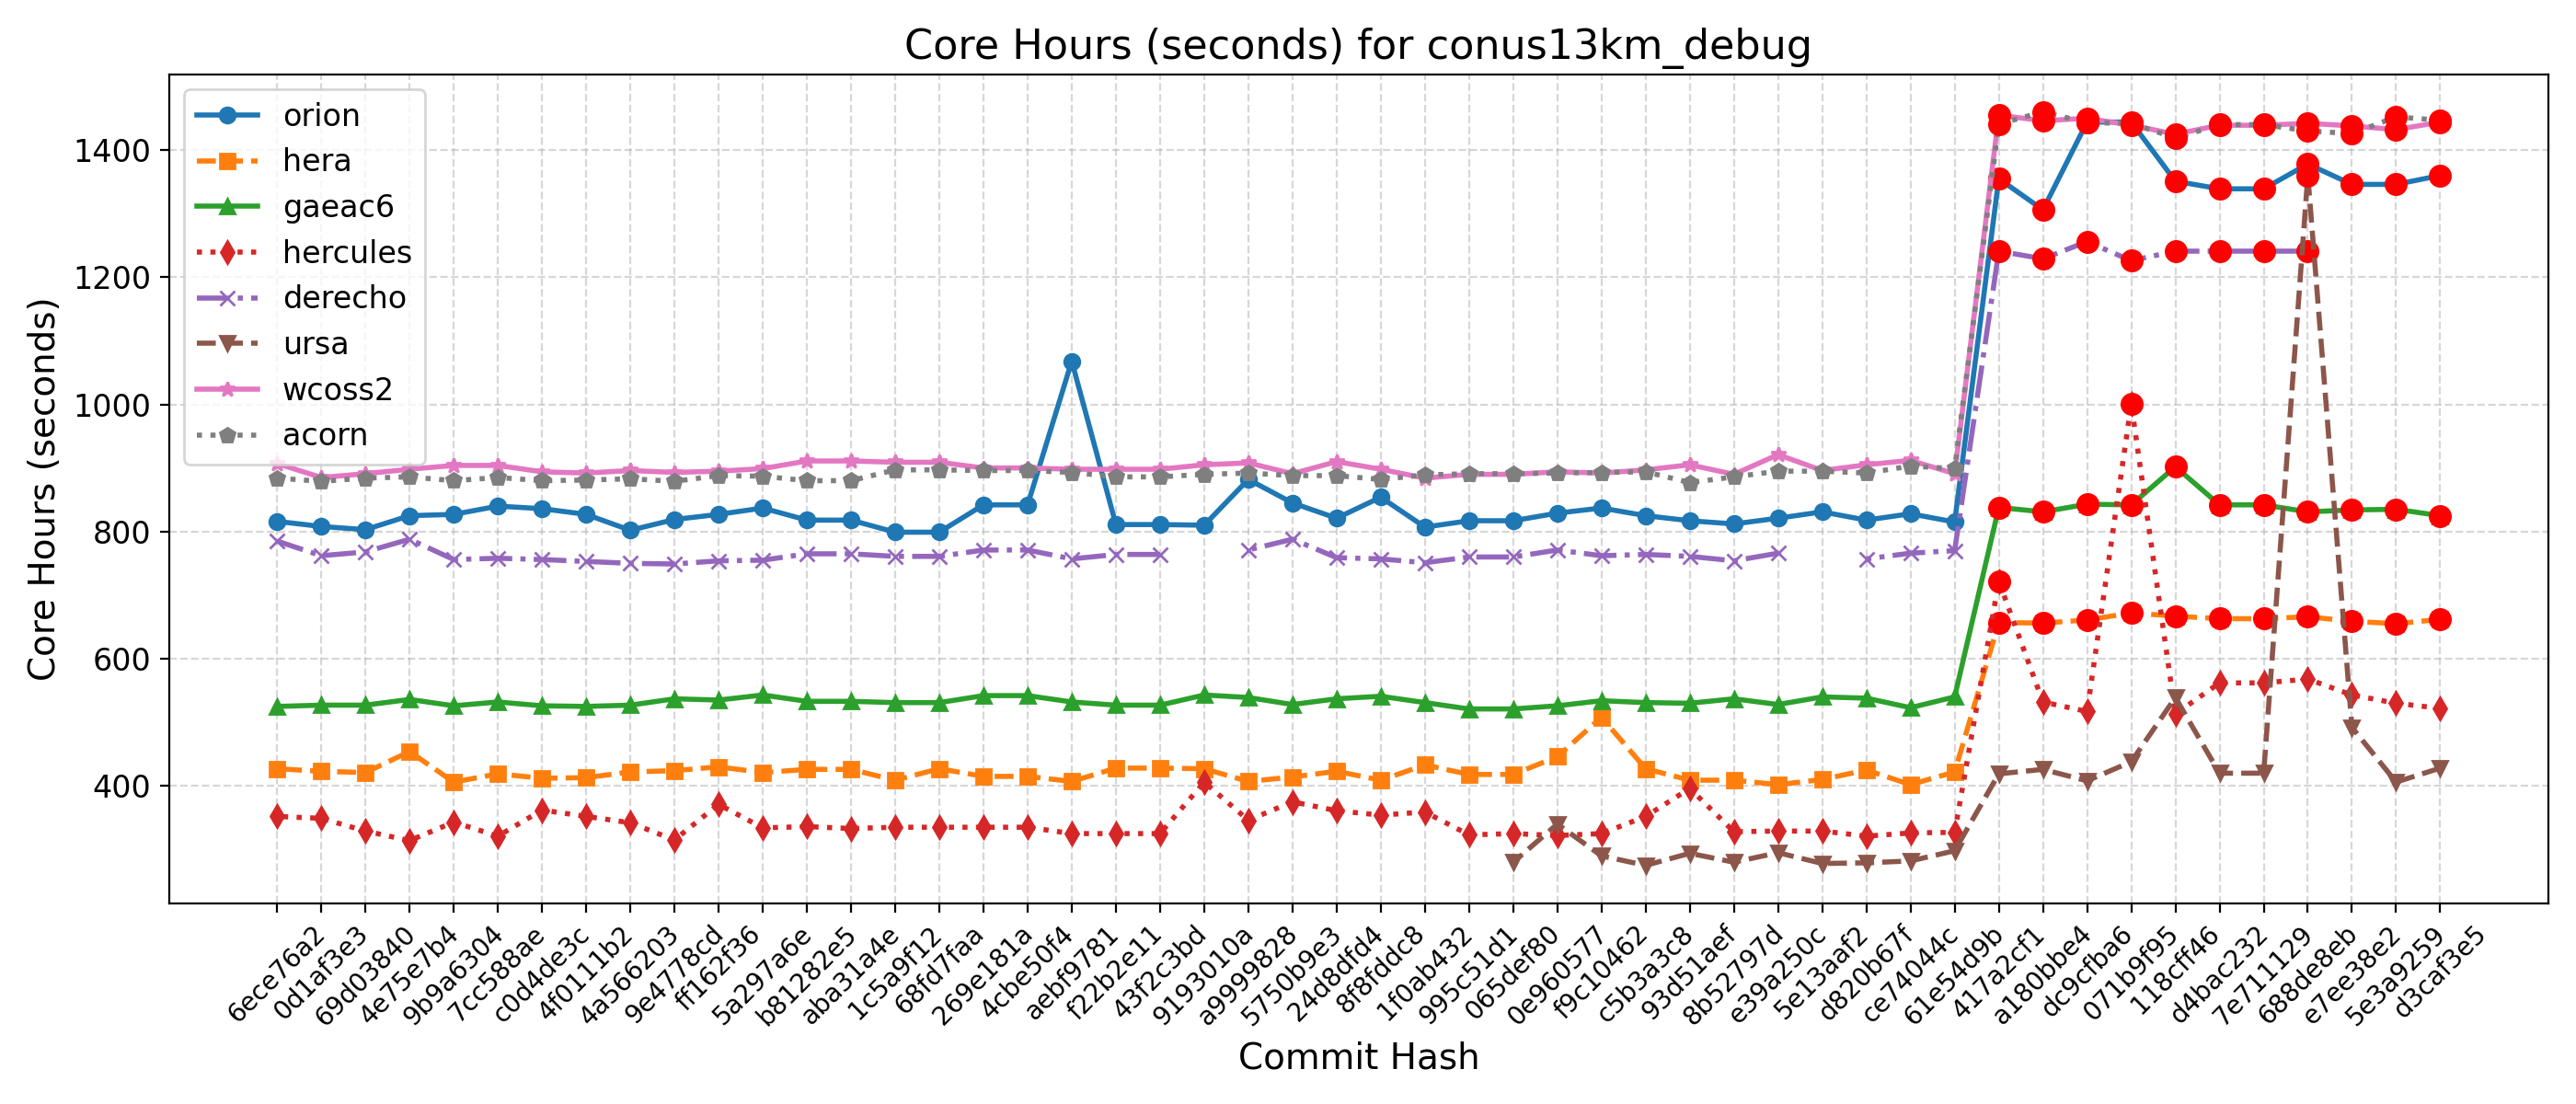 Core Hours (seconds) for conus13km_debug
orion
hera
gaeac6
hercules
derecho
ursa
wcoss2
acorn
Core Hours (seconds)
1400
1200
1000
800
600
400
6ece76a2
0d1af3e3
69d03840
4e75e7b4
9b9a6304
7cc588ae
c0d4de3c
4f0111b2
4a566203
9e4778cd
ff162f36
5a297a6e
b81282e5
aba31a4e
1c5a9f12
68fd7faa
269e181a
4cbe50f4
aebf9781
f22b2e11
43f2c3bd
9193010a
a9999828
5750b9e3
24d8dfd4
8f8fddc8
1f0ab432
995c51d1
065def80
0e960577
f9c10462
c5b3a3c8
93d51aef
8b52797d
e39a250c
5e13aaf2
d820b67f
ce74044c
61e54d9b
417a2cf1
a180bbe4
dc9cfba6
071b9f95
118cff46
d4bac232
7e711129
688de8eb
e7ee38e2
5e3a9259
d3caf3e5
Commit Hash